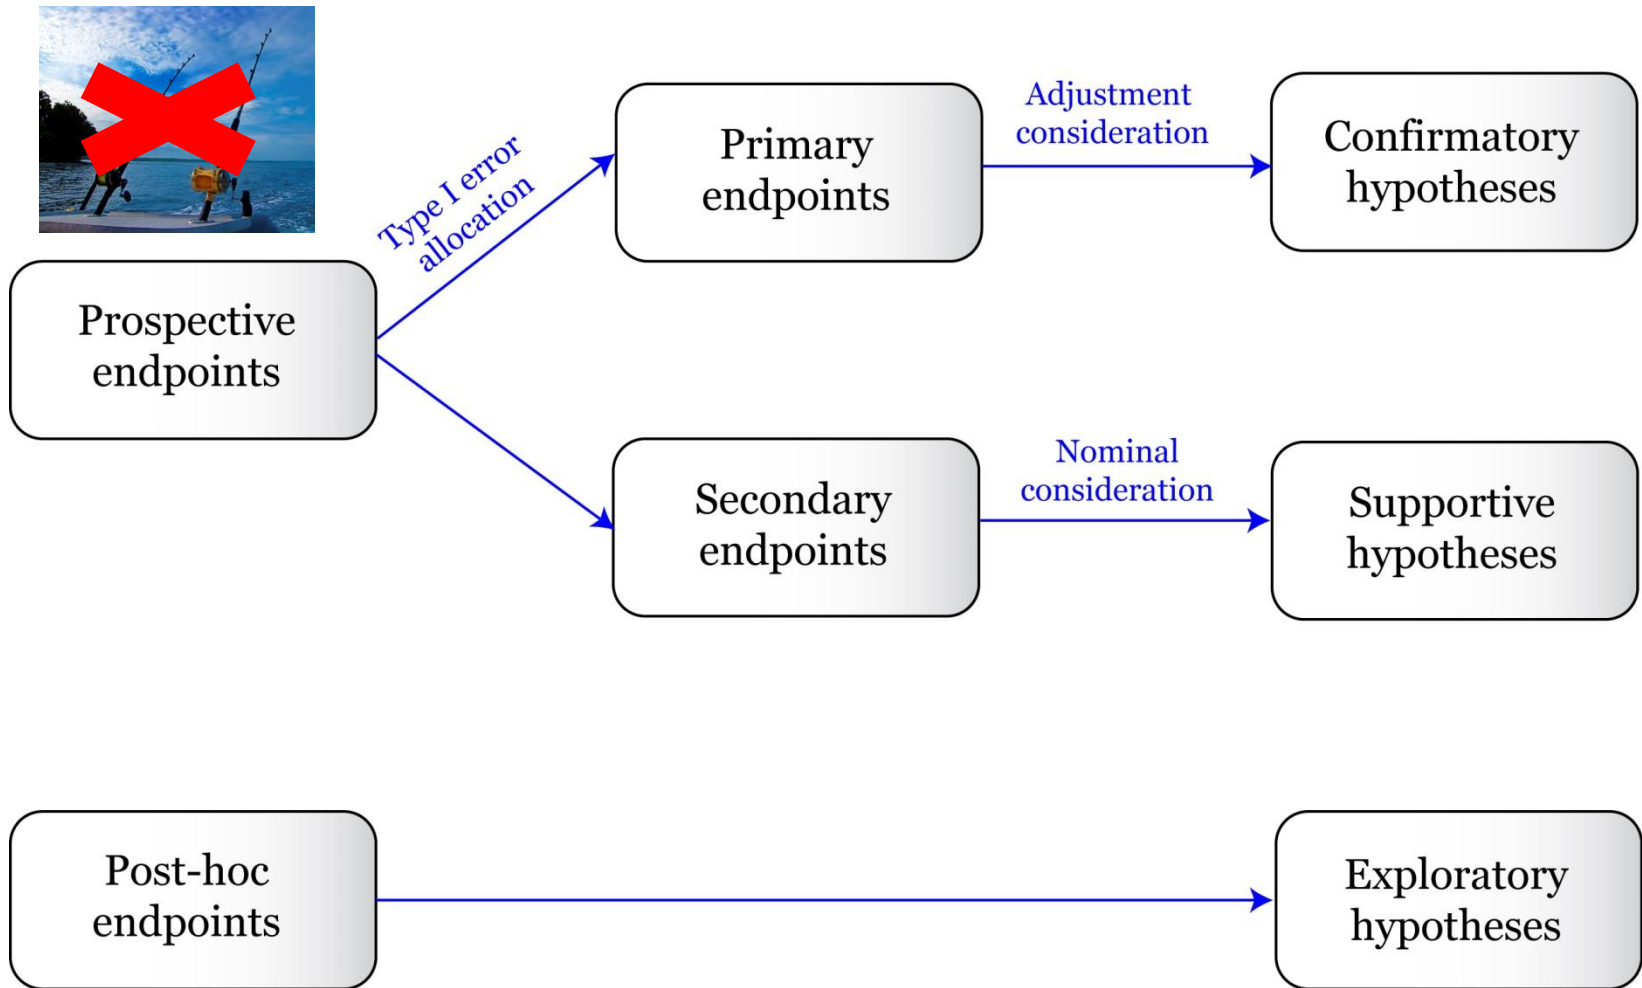 Type I error
allocation
Primary
endpoints
Adjustment
consideration
Confirmatory
hypotheses
Prospective
endpoints
Secondary
endpoints
Nominal
consideration
Supportive
hypotheses
Post-hoc
endpoints
Exploratory
hypotheses